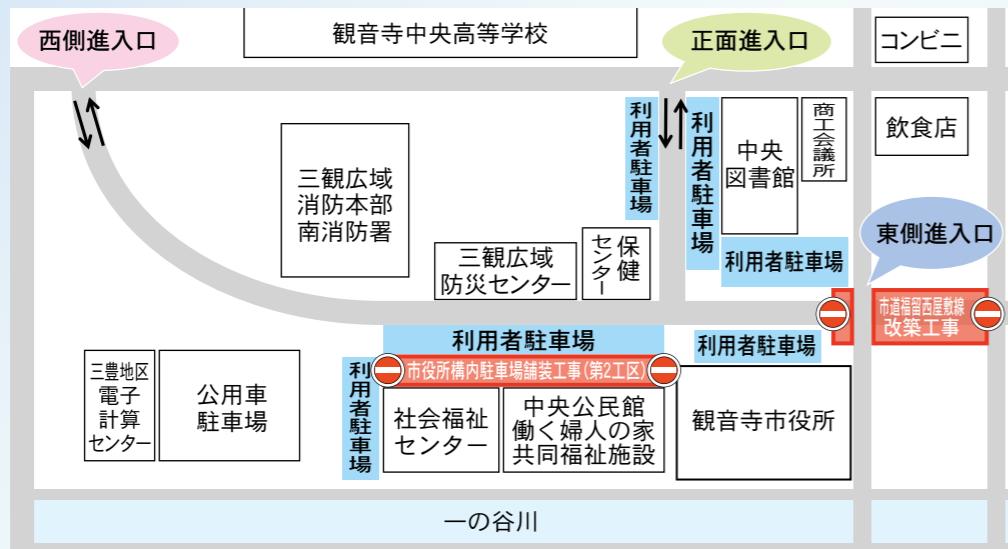 西側進入口
観音寺中央高等学校
正面進入口
コンビニ
利用者駐車場
利用者駐車場
中央
図書館
商工会議所
飲食店
三観広域
消防本部
南消防署
東側進入口
三観広域
防災センター
保健
センター
利用者駐車場
市道福留西屋敷線
改築工事
利用者駐車場
利用者駐車場
市役所構内駐車場舗装工事(第2工区)
三豊地区
電子
計算
センター
公用車
駐車場
利用者駐車場
社会福祉
センター
中央公民館
働く婦人の家
共同福祉施設
観音寺市役所
一の谷川